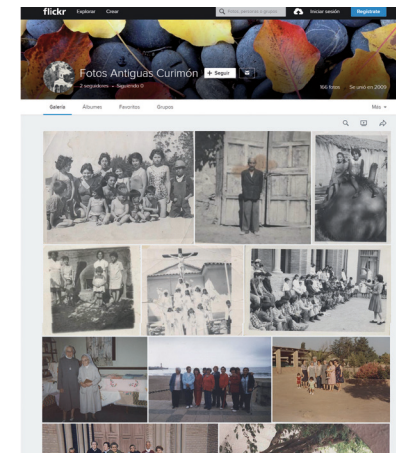 flickr Explorar Crear Fotos, personas o grupos Iniciar sesión Regístrate
Fotos Antiguas Curimón + Seguir
2 seguidores • Siguiendo 0
166 fotos Se unió en 2009
Galería Álbumes Favoritos Grupos Más